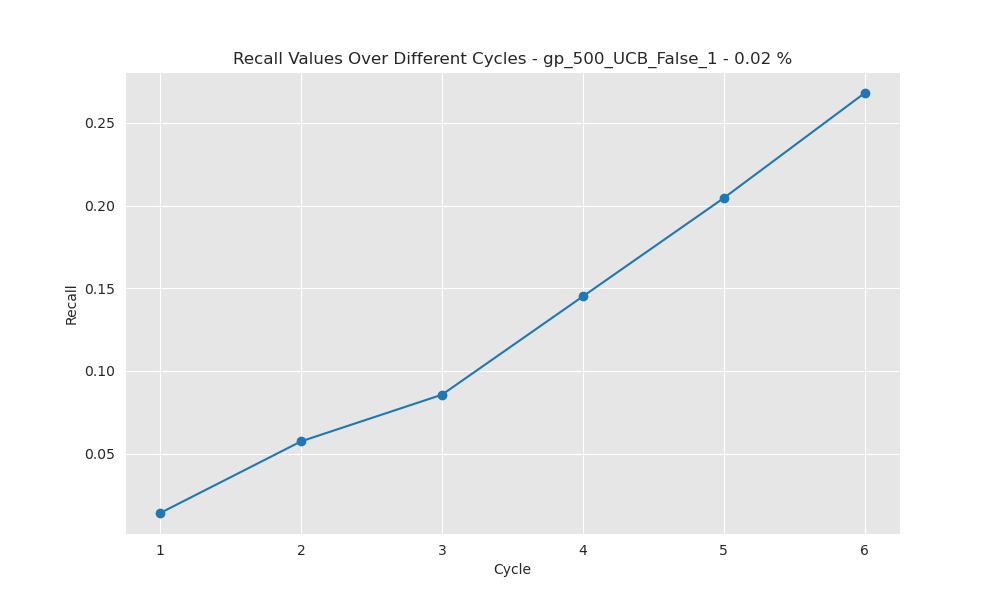 Recall Values Over Different Cycles - gp_500_UCB_False_1 - 0.02 %
0.25
0.20
0.15
0.10
0.05
Recall
1 2 3 4 5 6
Cycle